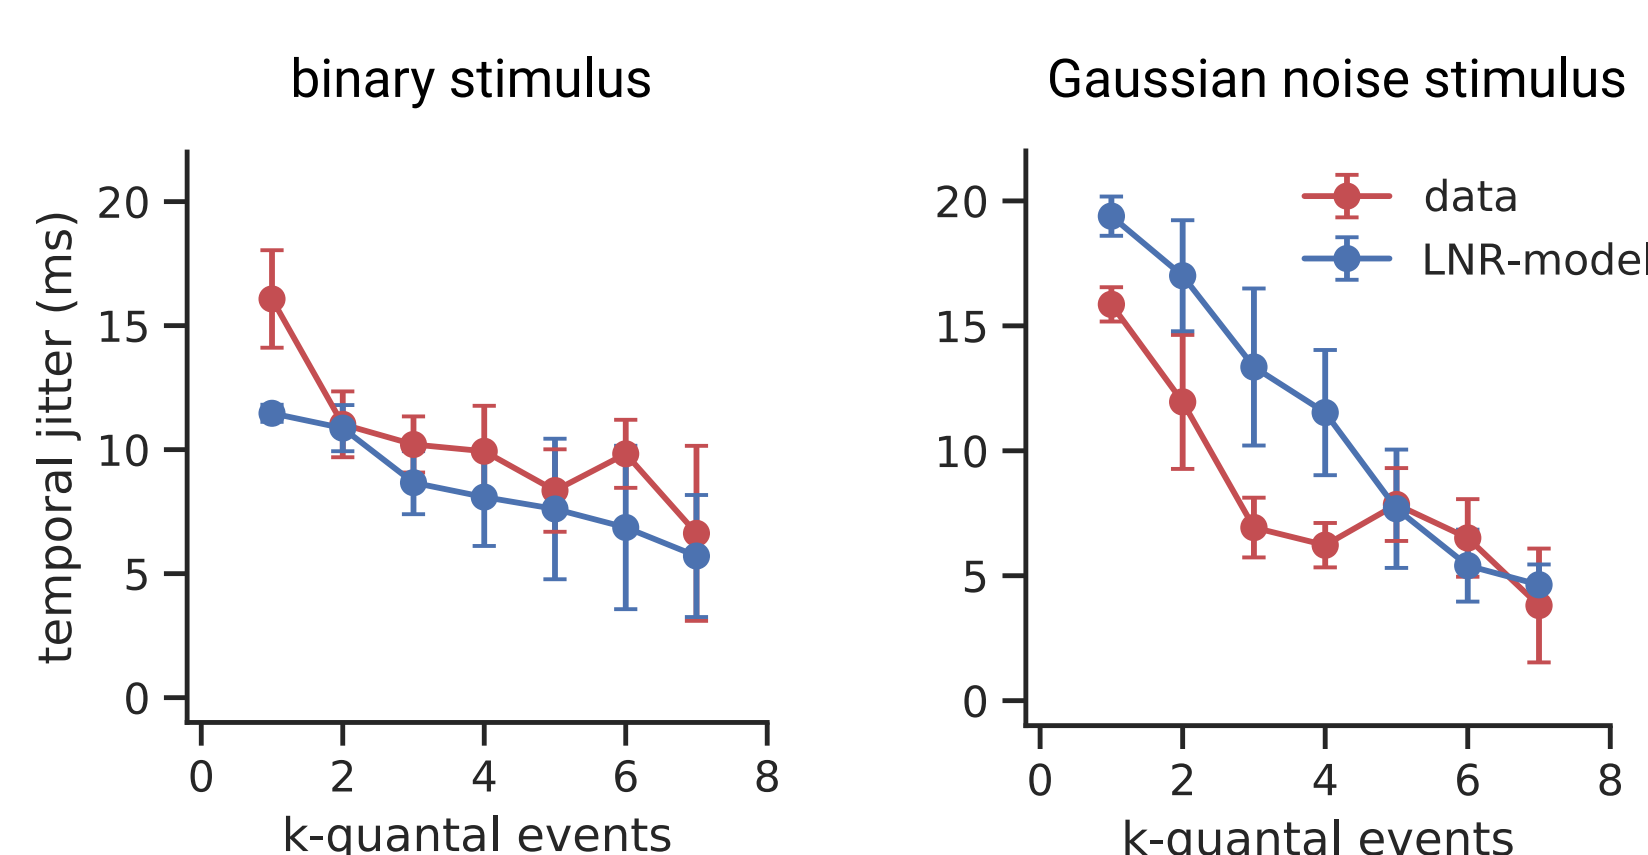 binary stimulus
Gaussian noise stimulus
temporal jitter (ms)
20
15
10
5
0
0 2 4 6 8
k-quantal events
20
15
10
5
0
data
LNR-model
0 2 4 6 8
k-quantal events